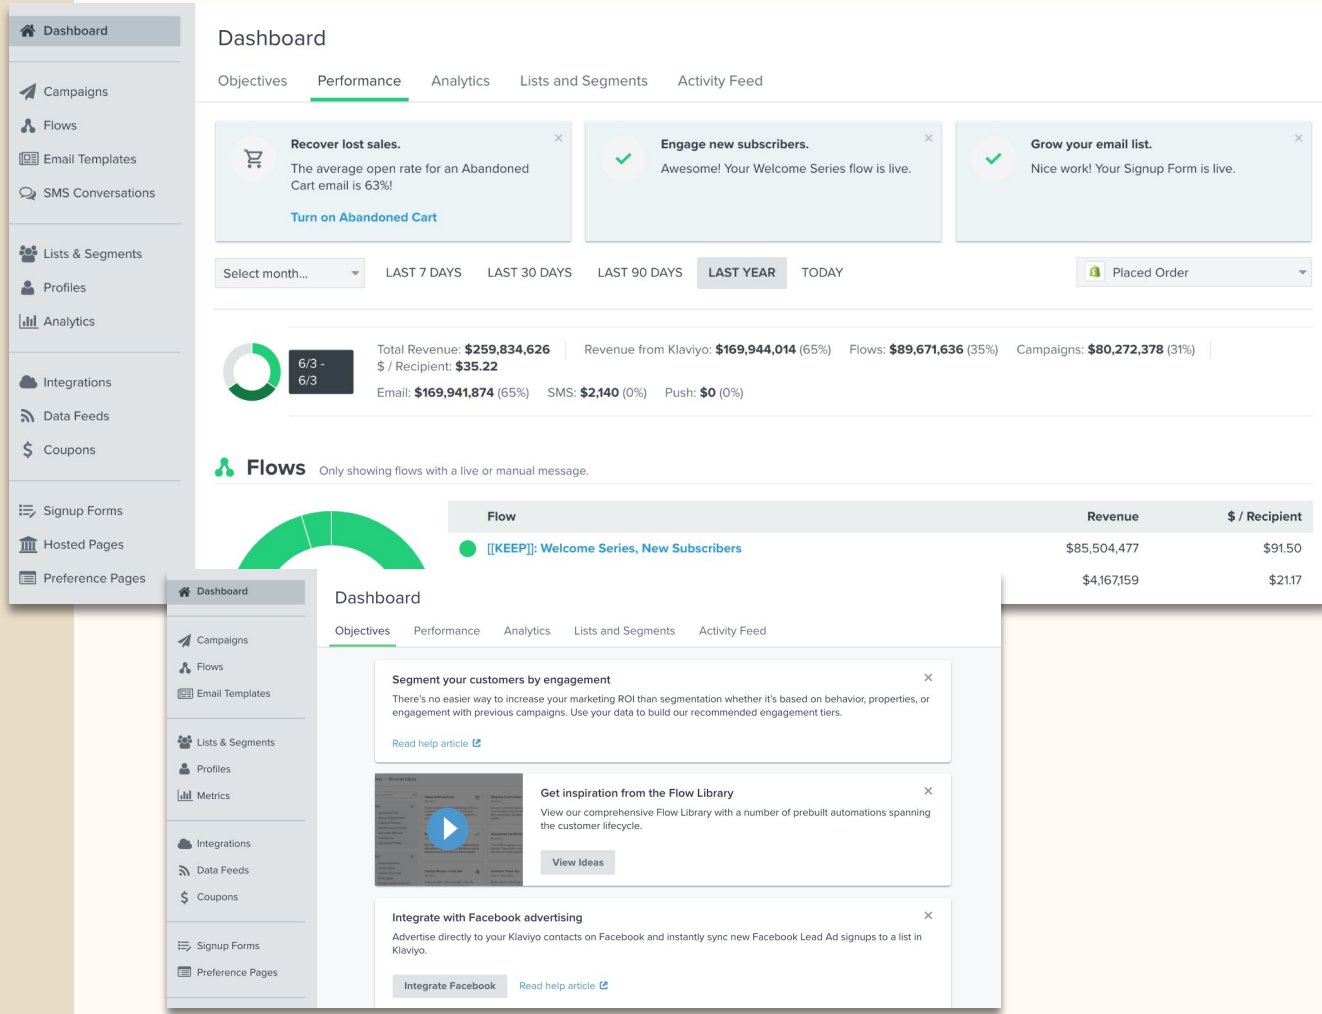 Dashboard
Campaigns
Flows
Email Templates
SMS Conversations
Lists & Segments
Profiles
Analytics
Integrations
Data Feeds
Coupons
Signup Forms
Hosted Pages
Preference Pages
Dashboard
Objectives Performance Analytics Lists and Segments Activity Feed
Recover lost sales.
The average open rate for an Abandoned
Cart email is 63%!
Turn on Abandoned Cart
Engage new subscribers.
Awesome! Your Welcome Series flow is live.
Grow your email list.
Nice work! Your Signup Form is live.
Select month... LAST 7 DAYS LAST 30 DAYS LAST 90 DAYS LAST YEAR TODAY Placed Order
6/3 -
6/3
Total Revenue: $259,834,626 Revenue from Klaviyo: $169,944,014 (65%) Flows: $89,671,636 (35%) Campaigns: $80,272,378 (31%)
$ / Recipient: $35.22
Email: $169,941,874 (65%) SMS: $2,140 (0%) Push: $0 (0%)
Flows Only showing flows with a live or manual message.
Flow Revenue $ / Recipient
[[KEEP]]: Welcome Series, New Subscribers $85,504,477 $91.50
$4,167,159 $21.17
Dashboard
Campaigns
Flows
Email Templates
Lists & Segments
Profiles
Metrics
Integrations
Data Feeds
Coupons
Signup Forms
Preference Pages
Dashboard
Objectives Performance Analytics Lists and Segments Activity Feed
Segment your customers by engagement
There's no easier way to increase your marketing ROI than segmentation whether it's based on behavior, properties, or
engagement with previous campaigns. Use your data to build our recommended engagement tiers.
Read help article
Get inspiration from the Flow Library
View our comprehensive Flow Library with a number of prebuilt automations spanning
the customer lifecycle.
View Ideas
Integrate with Facebook advertising
Advertise directly to your Klaviyo contacts on Facebook and instantly sync new Facebook Lead Ad signups to a list in
Klaviyo.
Integrate Facebook Read help article